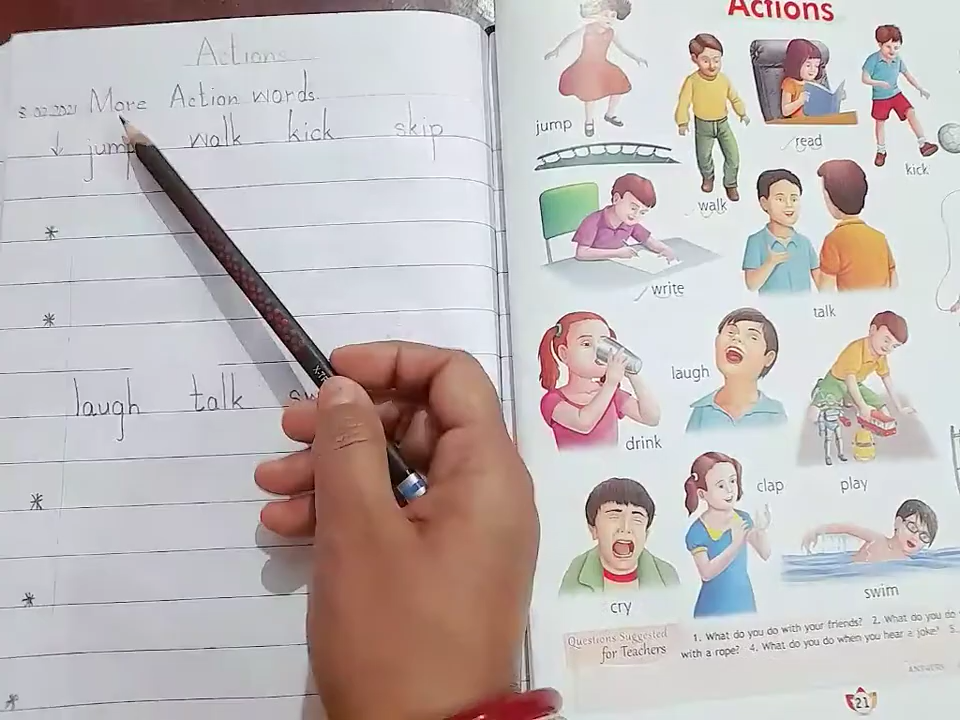 Actions
8.02.2021 More Action words.
↓ jump walk kick skip
*
*
laugh talk
*
*
*
Actions
jump
walk
read
kick
write
talk
drink
laugh
play
cry
clap
swim
Questions Suggested
for Teachers
1. What do you do with your friends? 2. What do you do
with a rope? 4. What do you do when you hear a joke? 5.
ANSWERS
21